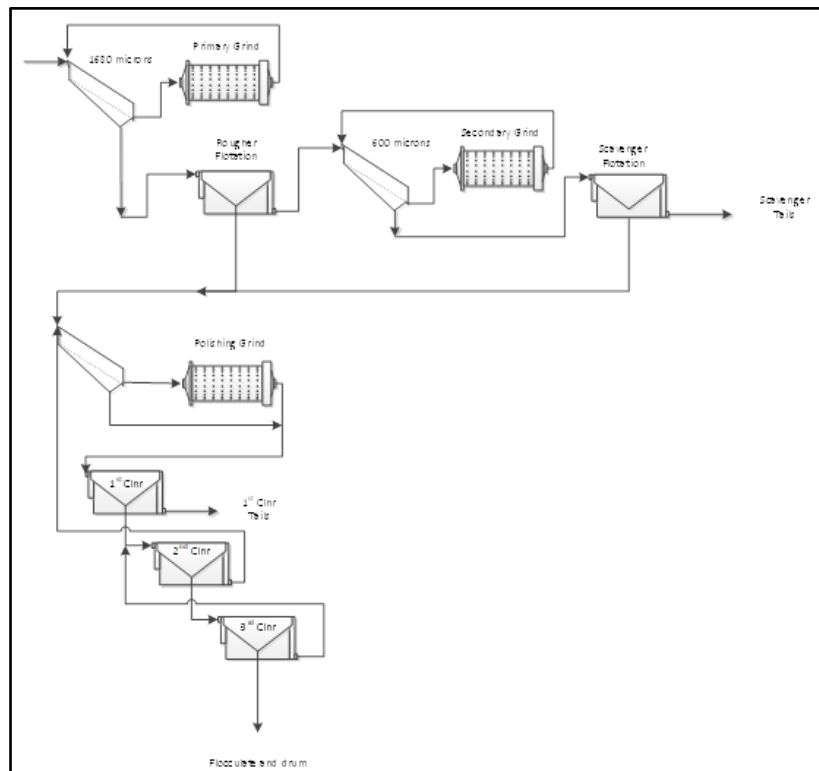 Primary Grind
1680 microns
Rougher
Flotation
600 microns
Secondary Grind
Scavenger
Flotation
Scavenger
Tails
Polishing Grind
1st Clnr
1st Clnr
Tails
2nd Clnr
3rd Clnr
Flocculate and drum